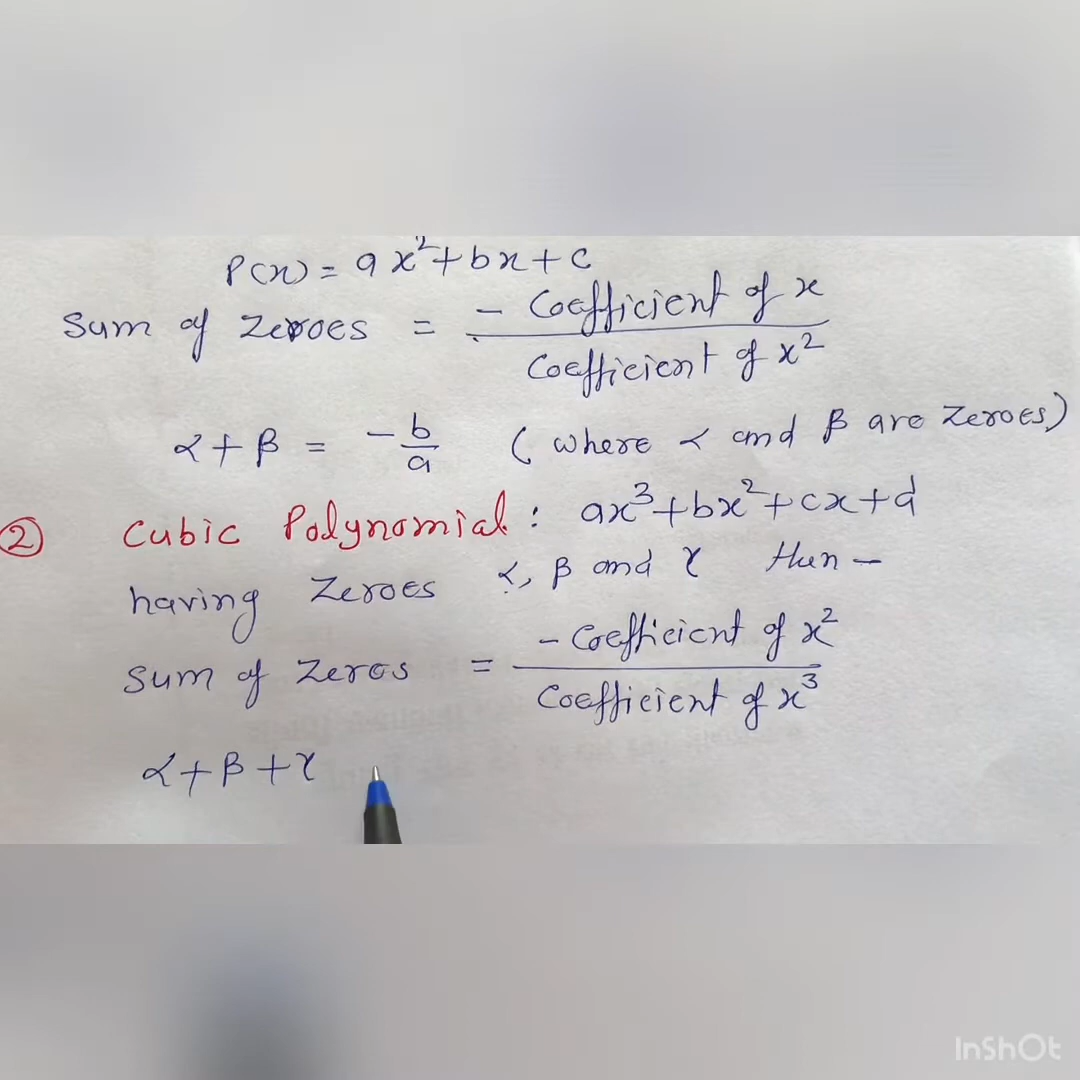 P(x) = ax²+bx+c
Sum of Zeroes = - Coefficient of x / Coefficient of x²
α+β = -b/a (where α and β are Zeroes)
② Cubic Polynomial : ax³+bx²+cx+d
having Zeroes α, β and γ then –
Sum of Zeros = - Coefficient of x² / Coefficient of x³
α+β+γ
InShOt